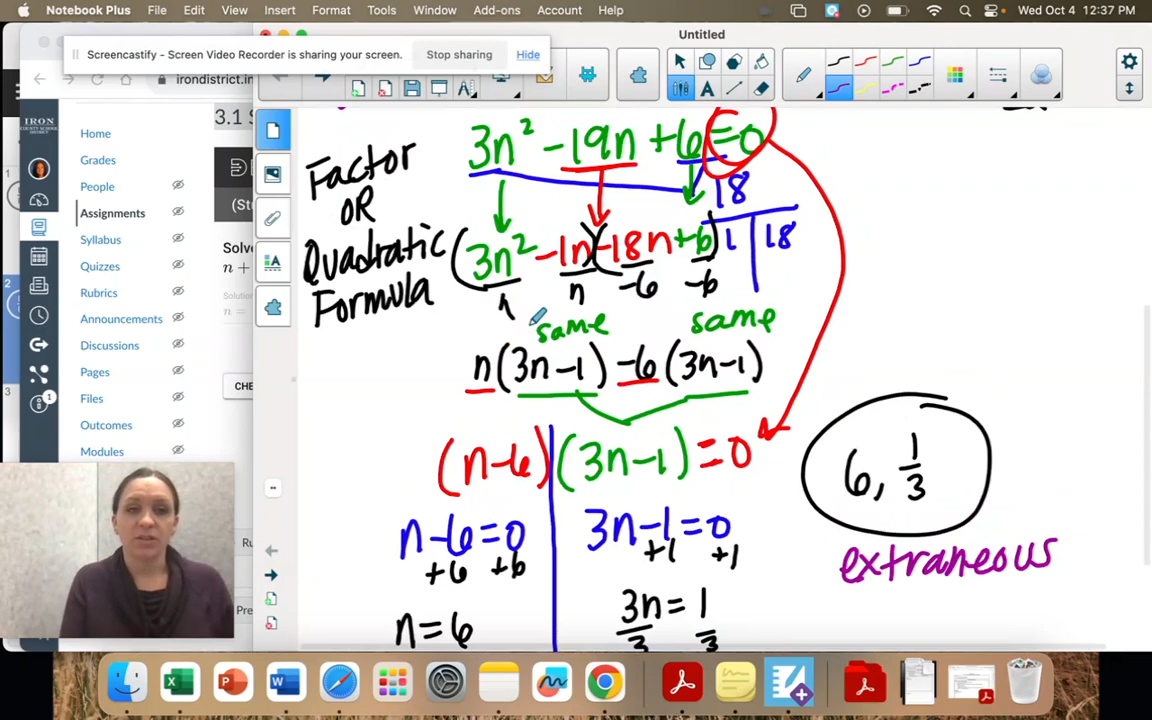 Notebook Plus File Edit View Insert Format Tools Window Add-ons Account Help Wed Oct 4 12:37 PM
Untitled
Screencastify - Screen Video Recorder is sharing your screen. Stop sharing Hide
irondistrict.in
3.1 S
Home
Grades
People
Assignments
Syllabus
Quizzes
Rubrics
Announcements
Discussions
Pages
Files
Outcomes
Modules
D
(St
Solve
n +
Solution
n =
CHE
Factor
OR
Quadratic
Formula
3n² - 19n + 6 = 0
18
1 18
(3n² - 1n)(-18n + 6)
n n -6 -6
same same
n(3n-1) -6(3n-1)
(n-6)(3n-1) = 0
n-6=0 3n-1=0
+6 +6 +1 +1
n=6 3n=1
3 3
6, 1/3
extraneous